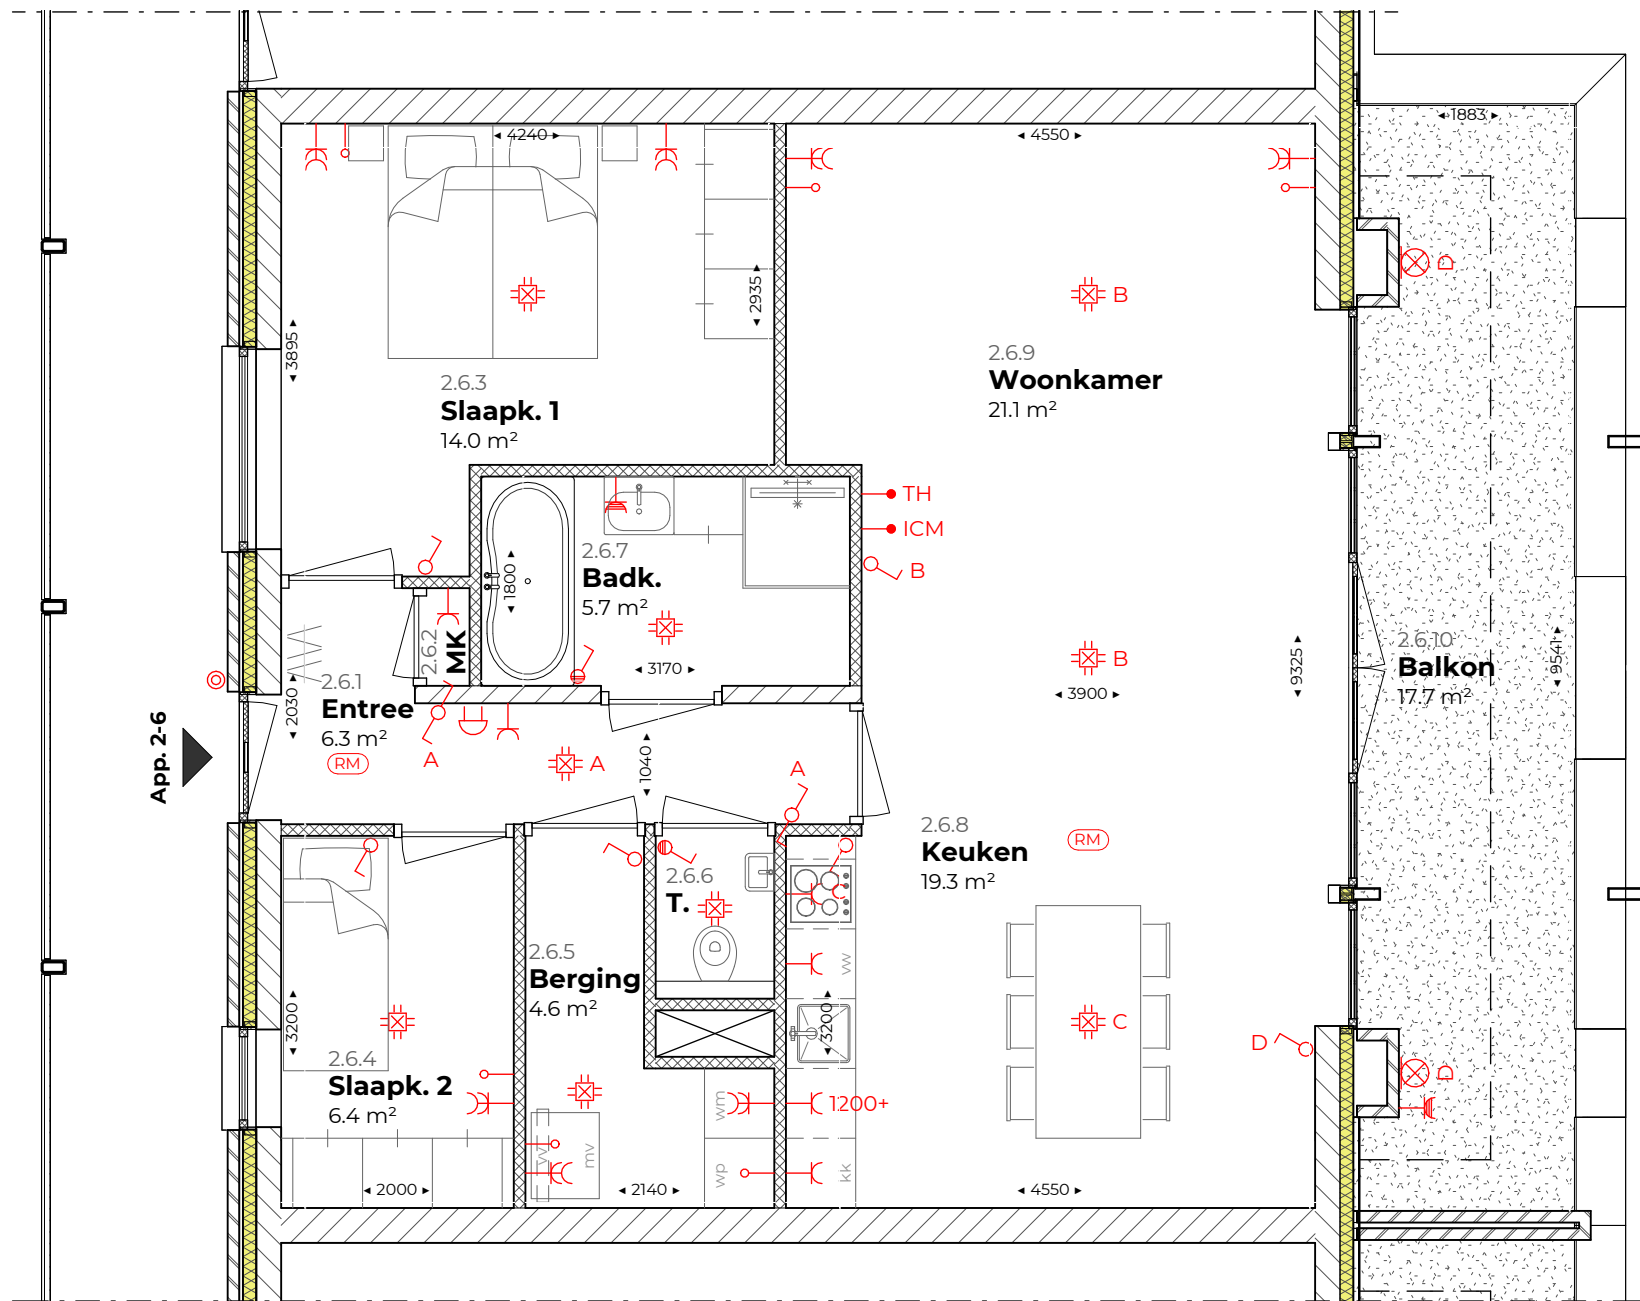 4240
4550
1883
2935
3895
B
D
2.6.3
Slaapk. 1
14.0 m²
2.6.9
Woonkamer
21.1 m²
TH
ICM
B
2.6.7
Badk.
5.7 m²
1800
3170
2.6.2
MK
2.6.1
Entree
6.3 m²
2030
RM
A
A
1040
A
App. 2-6
B
3900
9325
2.6.10
Balkon
17.7 m²
9541
2.6.8
Keuken
19.3 m²
RM
2.6.6
T.
2.6.5
Berging
4.6 m²
3200
2.6.4
Slaapk. 2
6.4 m²
vw
3200
C
D
D
wm
1200+
vv
mv
wp
kk
2000
2140
4550